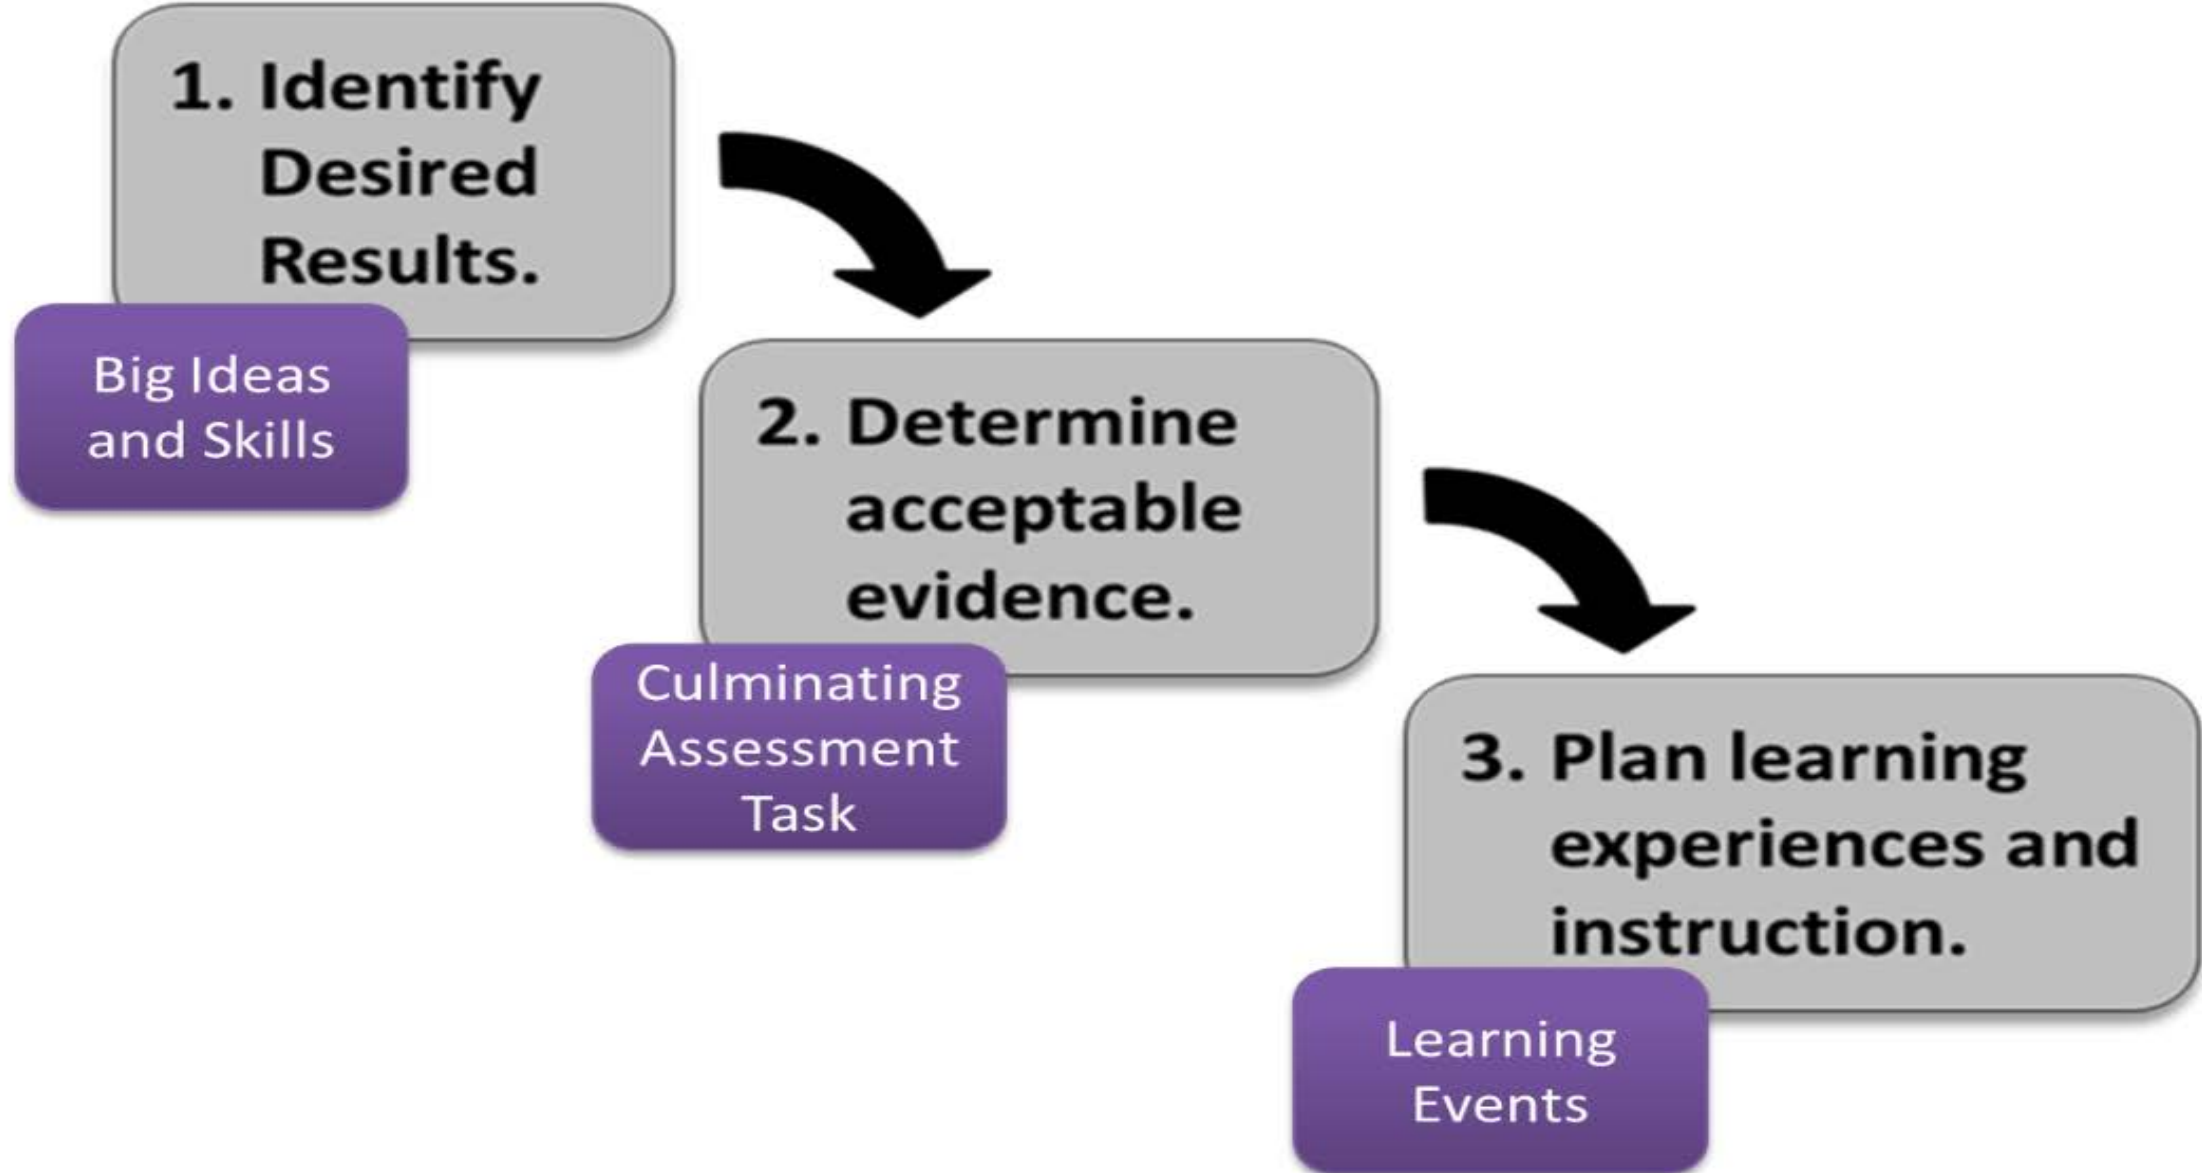 1. Identify
Desired
Results.
Big Ideas
and Skills
2. Determine
acceptable
evidence.
Culminating
Assessment
Task
3. Plan learning
experiences and
instruction.
Learning
Events